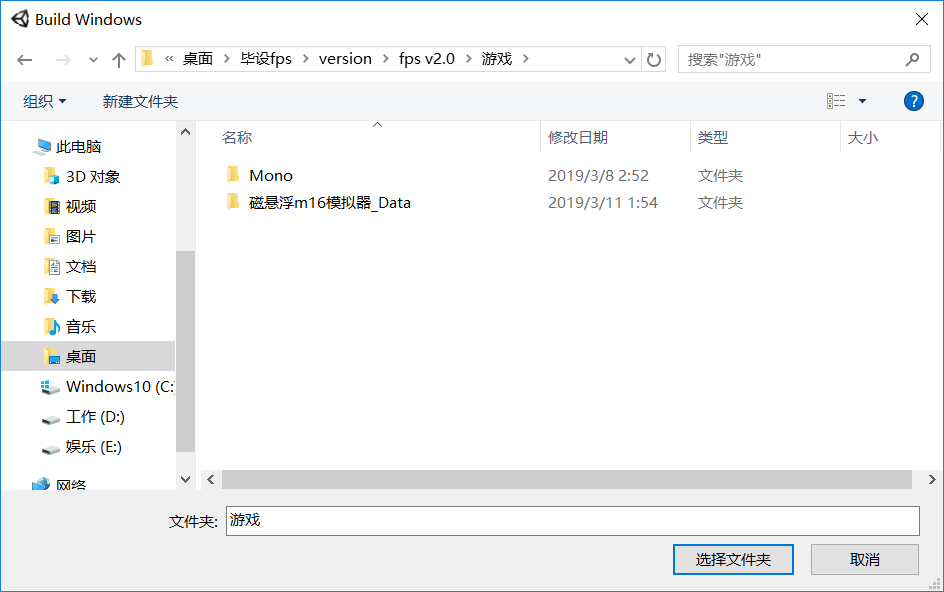 Build Windows
« 桌面 › 毕设fps › version › fps v2.0 › 游戏 ›
搜索"游戏"
组织
新建文件夹
?
名称
修改日期
类型
大小
Mono
2019/3/8 2:52
文件夹
磁悬浮m16模拟器_Data
2019/3/11 1:54
文件夹
此电脑
3D 对象
视频
图片
文档
下载
音乐
桌面
Windows10 (C:
工作 (D:)
娱乐 (E:)
网络
文件夹:
游戏
选择文件夹
取消